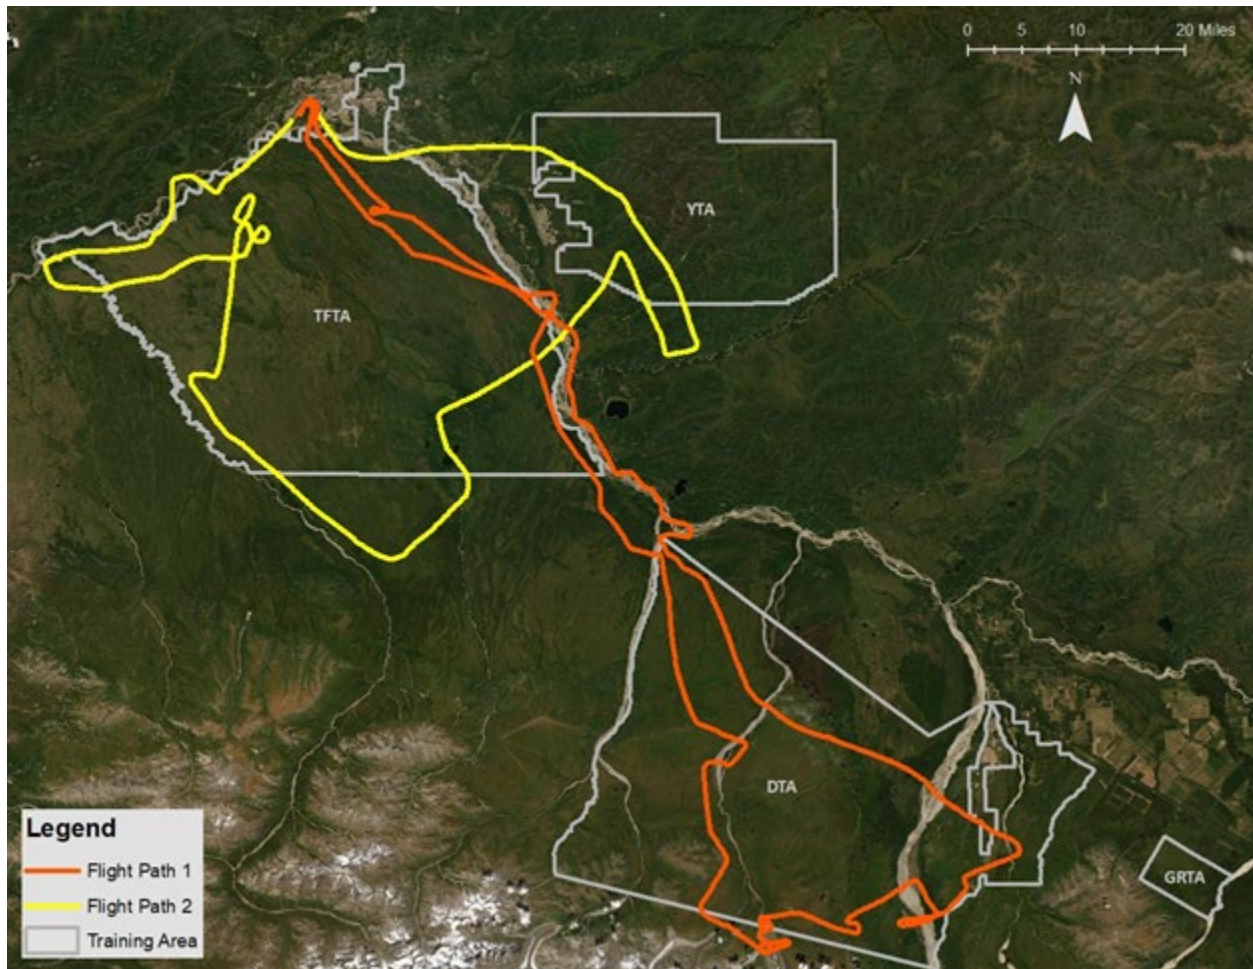 0 5 10 20 Miles
N
YTA
TFTA
DTA
GRTA
Legend
Flight Path 1
Flight Path 2
Training Area